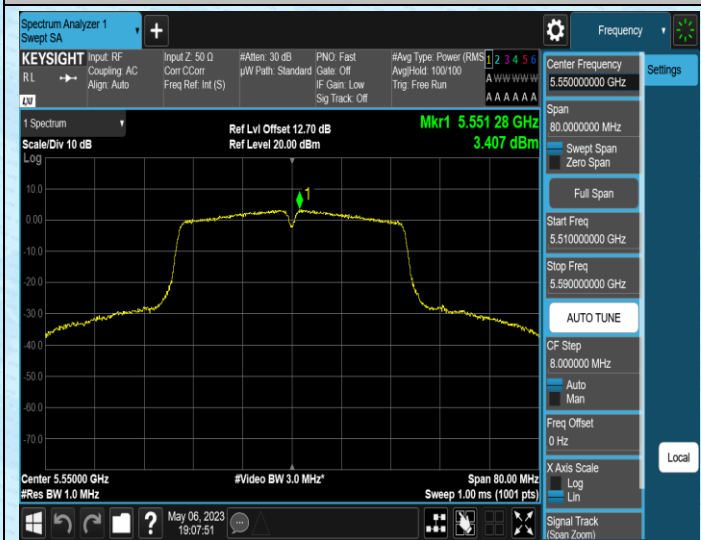 Spectrum Analyzer 1
Swept SA
+
Frequency
KEYSIGHT
RL
LXI
Input: RF
Coupling: AC
Align: Auto
Input Z: 50 Ω
Corr CCorr
Freq Ref: Int (S)
#Atten: 30 dB
µW Path: Standard
PNO: Fast
Gate: Off
IF Gain: Low
Sig Track: Off
#Avg Type: Power (RMS
Avg|Hold: 100/100
Trig: Free Run
1 2 3 4 5 6
A W W W W W
A A A A A A
1 Spectrum
Scale/Div 10 dB
Log
Ref Lvl Offset 12.70 dB
Ref Level 20.00 dBm
Mkr1 5.551 28 GHz
3.407 dBm
1
10.0
0.00
-10.0
-20.0
-30.0
-40.0
-50.0
-60.0
-70.0
Center 5.55000 GHz
#Res BW 1.0 MHz
#Video BW 3.0 MHz*
Span 80.00 MHz
Sweep 1.00 ms (1001 pts)
May 06, 2023
19:07:51
?
Center Frequency
5.550000000 GHz
Span
80.0000000 MHz
Swept Span
Zero Span
Full Span
Start Freq
5.510000000 GHz
Stop Freq
5.590000000 GHz
AUTO TUNE
CF Step
8.000000 MHz
Auto
Man
Freq Offset
0 Hz
X Axis Scale
Log
Lin
Signal Track
(Span Zoom)
Settings
Local